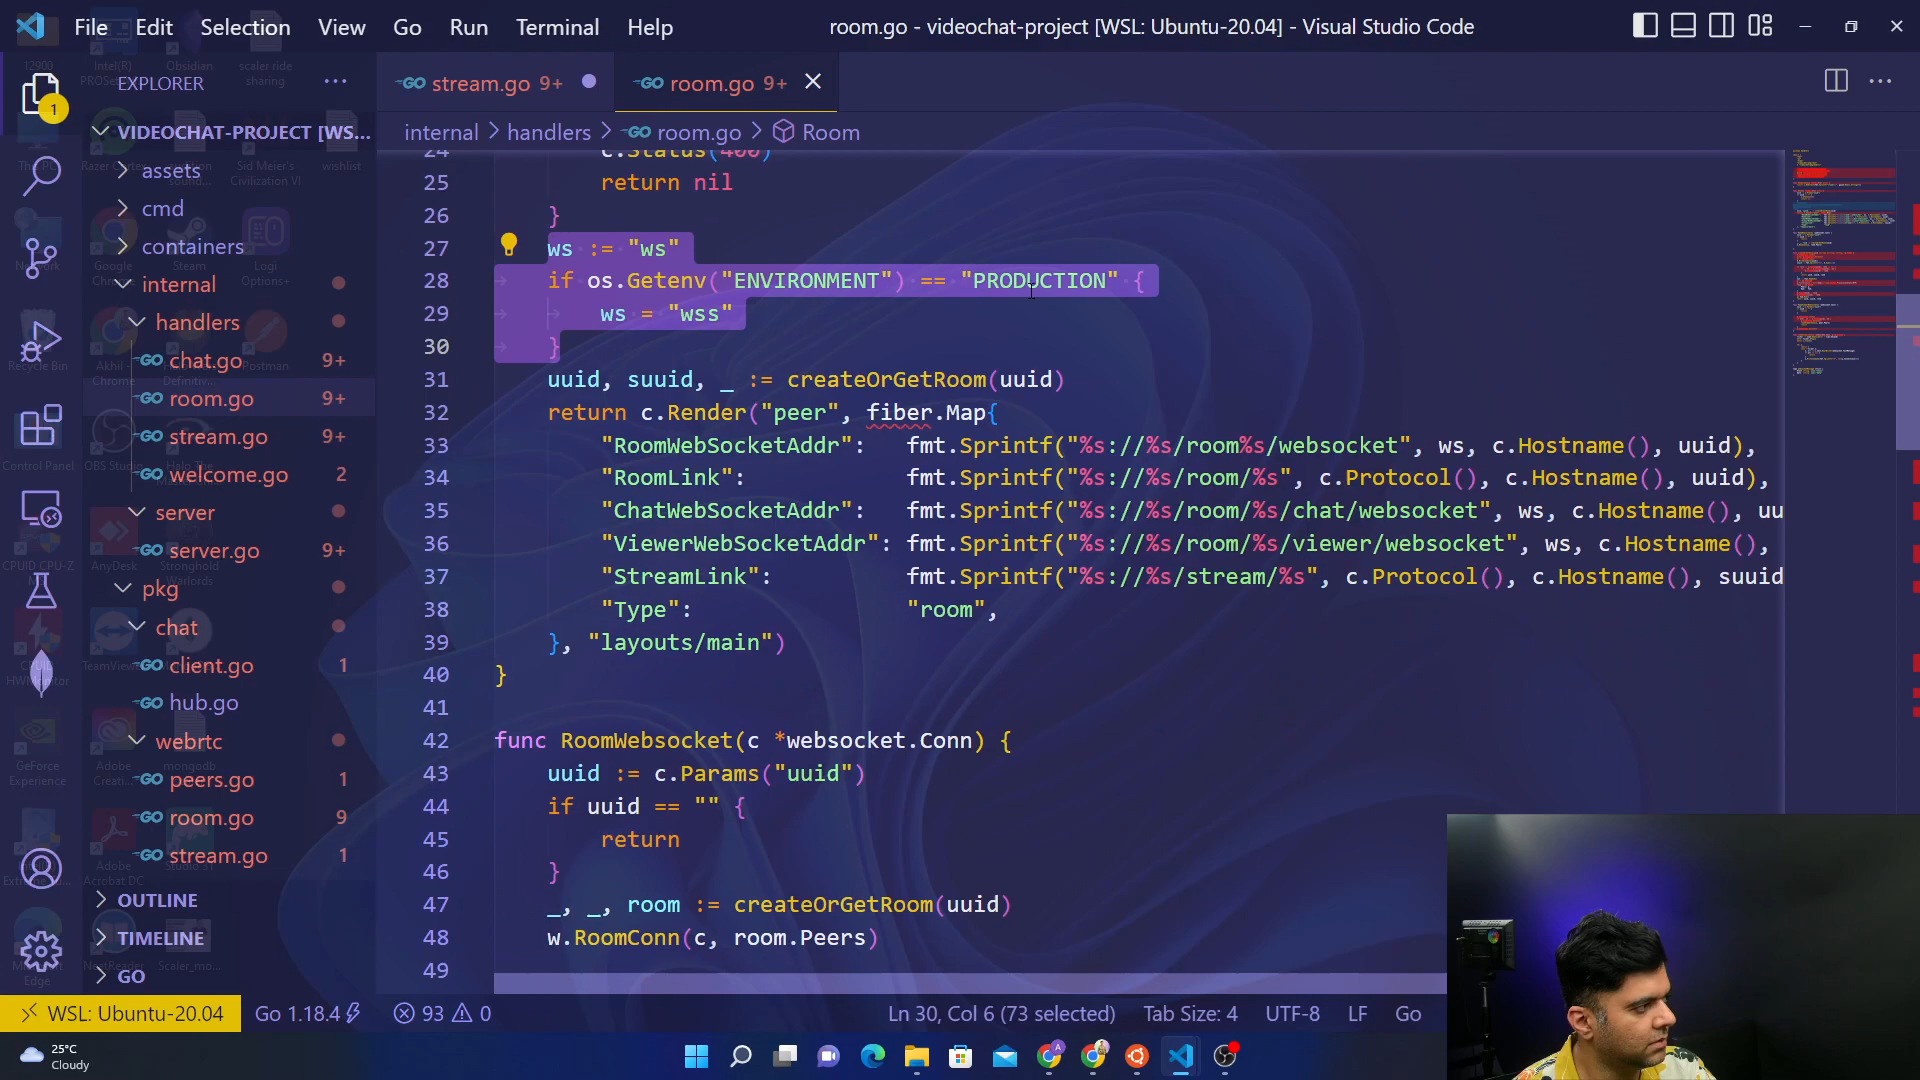 File Edit Selection View Go Run Terminal Help
room.go - videochat-project [WSL: Ubuntu-20.04] - Visual Studio Code
EXPLORER
1
VIDEOCHAT-PROJECT [WS...
assets
cmd
containers
internal
handlers
chat.go 9+
room.go 9+
stream.go 9+
welcome.go 2
server
server.go 9+
pkg
chat
client.go 1
hub.go
webrtc
peers.go 1
room.go 9
stream.go 1
OUTLINE
TIMELINE
GO
stream.go 9+
room.go 9+
internal > handlers > room.go > Room
24 c.Status(400)
25 return nil
26 }
27 ws := "ws"
28 if os.Getenv("ENVIRONMENT") == "PRODUCTION" {
29 ws = "wss"
30 }
31 uuid, suuid, _ := createOrGetRoom(uuid)
32 return c.Render("peer", fiber.Map{
33 "RoomWebSocketAddr": fmt.Sprintf("%s://%s/room%s/websocket", ws, c.Hostname(), uuid),
34 "RoomLink": fmt.Sprintf("%s://%s/room/%s", c.Protocol(), c.Hostname(), uuid),
35 "ChatWebSocketAddr": fmt.Sprintf("%s://%s/room/%s/chat/websocket", ws, c.Hostname(), uu
36 "ViewerWebSocketAddr": fmt.Sprintf("%s://%s/room/%s/viewer/websocket", ws, c.Hostname(),
37 "StreamLink": fmt.Sprintf("%s://%s/stream/%s", c.Protocol(), c.Hostname(), suuid
38 "Type": "room",
39 }, "layouts/main")
40 }
41
42 func RoomWebsocket(c *websocket.Conn) {
43 uuid := c.Params("uuid")
44 if uuid == "" {
45 return
46 }
47 _, _, room := createOrGetRoom(uuid)
48 w.RoomConn(c, room.Peers)
49
WSL: Ubuntu-20.04 Go 1.18.4 93 0
Ln 30, Col 6 (73 selected) Tab Size: 4 UTF-8 LF Go
25°C
Cloudy